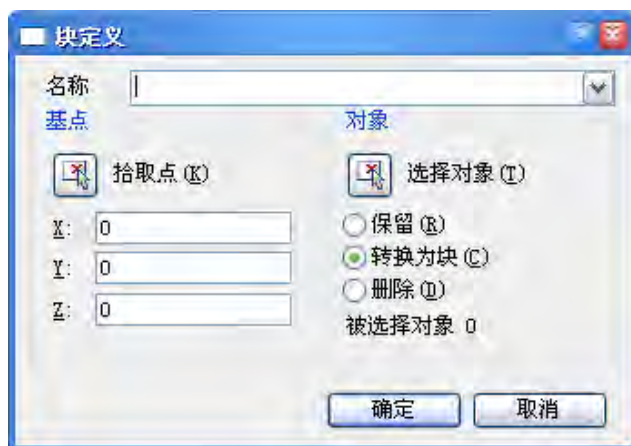 块定义
名称
基点 对象
拾取点(K) 选择对象(T)
X: 0 保留(R)
Y: 0 转换为块(C)
Z: 0 删除(D)
被选择对象 0
确定 取消